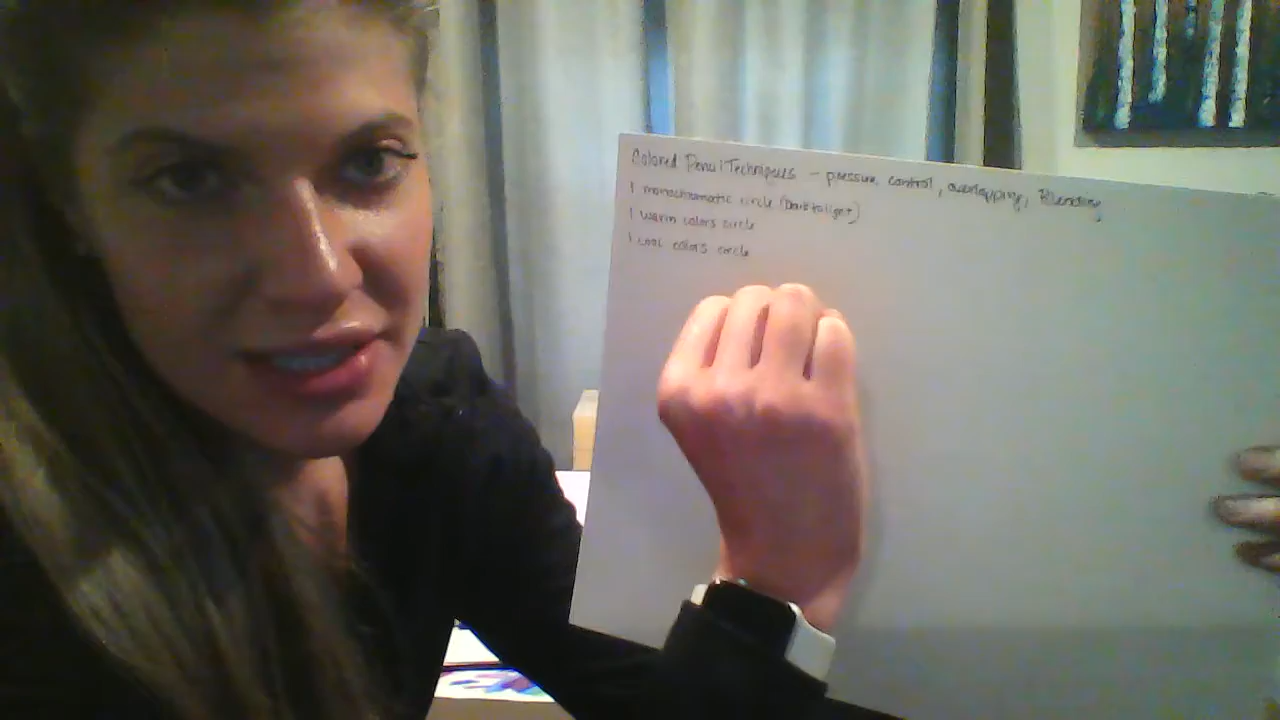 Colored Pencil Techniques - pressure, control, overlapping, Blending,
1 monochromatic circle (Dark to light)
1 warm colors circle
1 cool colors circle